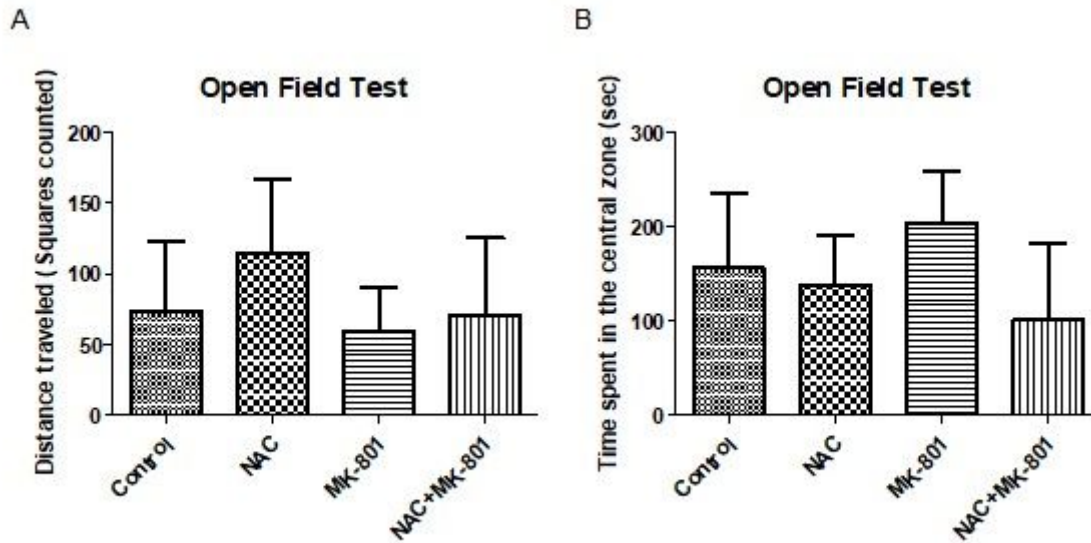 A
Open Field Test
Distance traveled ( Squares counted)
200
150
100
50
0
Control
NAC
MK-801
NAC+MK-801
B
Open Field Test
Time spent in the central zone (sec)
300
200
100
0
Control
NAC
MK-801
NAC+MK-801